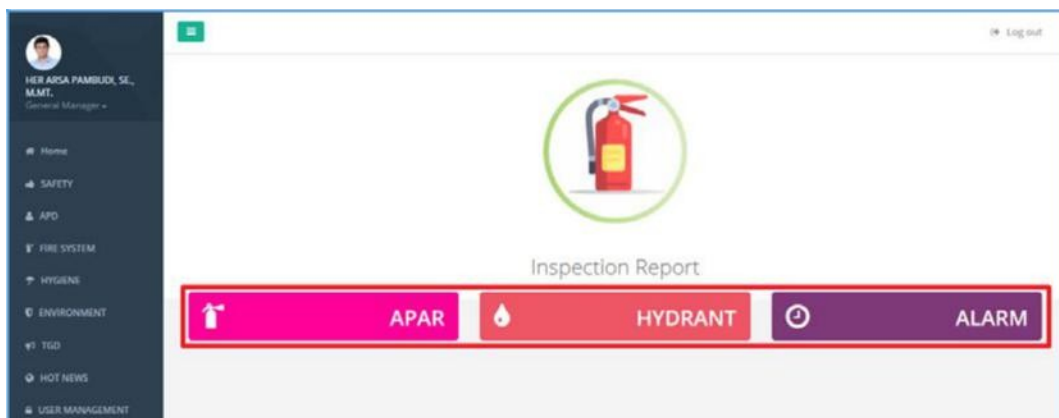 HER ARSA PAMBUDI, SE.,
M.MT.
General Manager
Home
SAFETY
APD
FIRE SYSTEM
HYGIENE
ENVIRONMENT
TGD
HOT NEWS
USER MANAGEMENT
Log out
Inspection Report
APAR
HYDRANT
ALARM